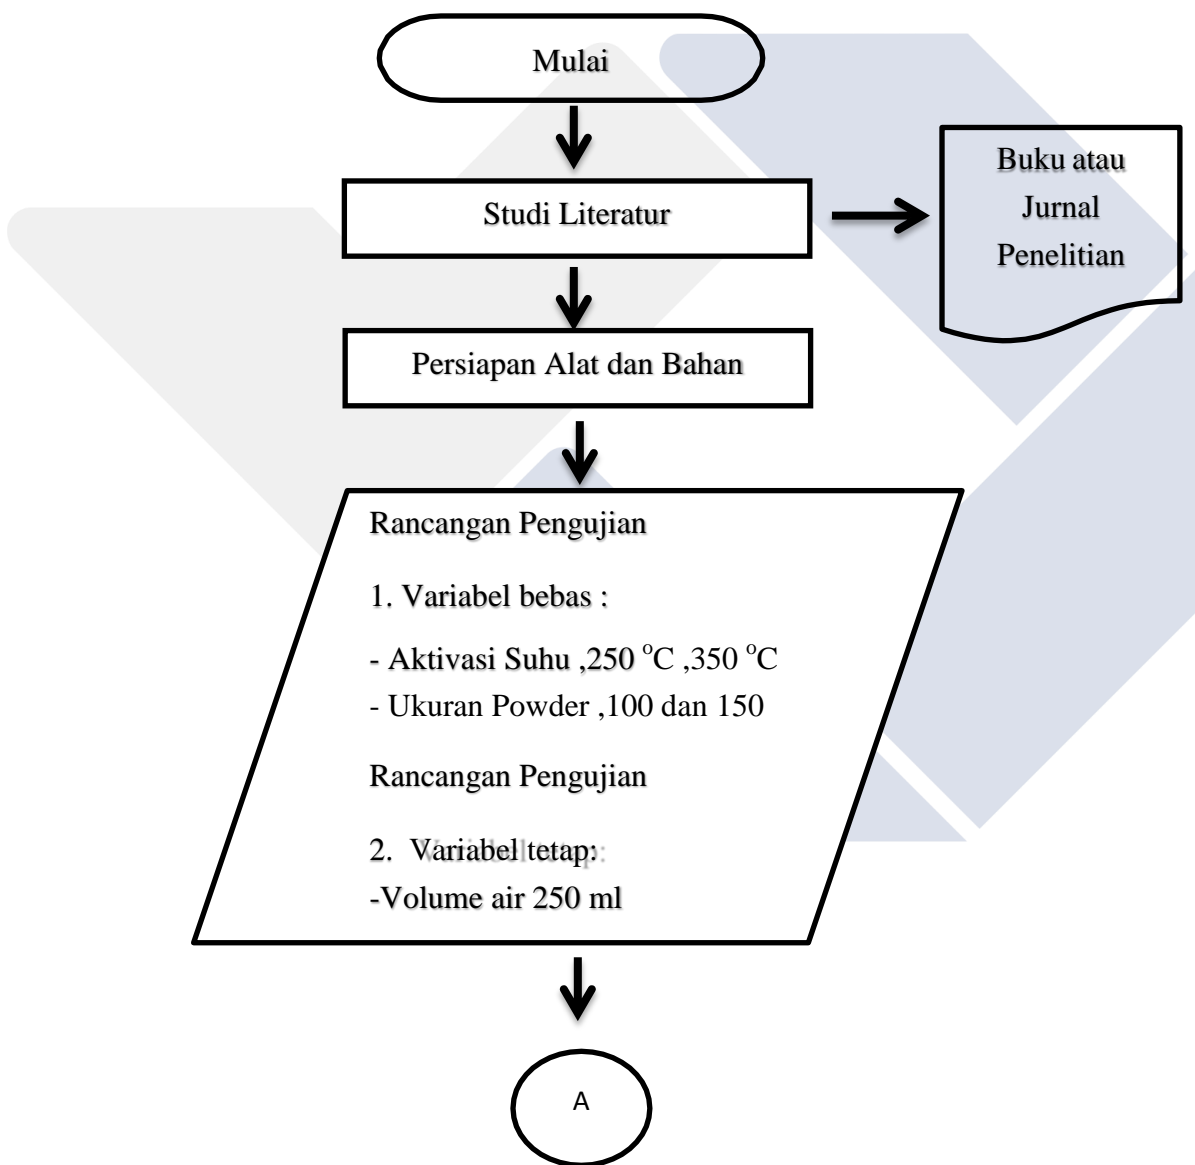 Mulai
Studi Literatur
Buku atau
Jurnal
Penelitian
Persiapan Alat dan Bahan
Rancangan Pengujian
1. Variabel bebas :
- Aktivasi Suhu ,250 °C ,350 °C
- Ukuran Powder ,100 dan 150
Rancangan Pengujian
2. Variabel tetap:
-Volume air 250 ml
A